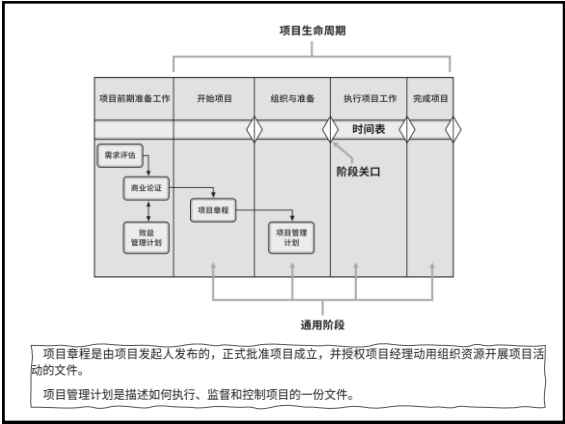 项目生命周期
项目前期准备工作
开始项目
组织与准备
执行项目工作
完成项目
时间表
需求评估
阶段关口
商业论证
项目章程
效益
管理计划
项目管理
计划
通用阶段
项目章程是由项目发起人发布的，正式批准项目成立，并授权项目经理动用组织资源开展项目活
动的文件。
项目管理计划是描述如何执行、监督和控制项目的一份文件。